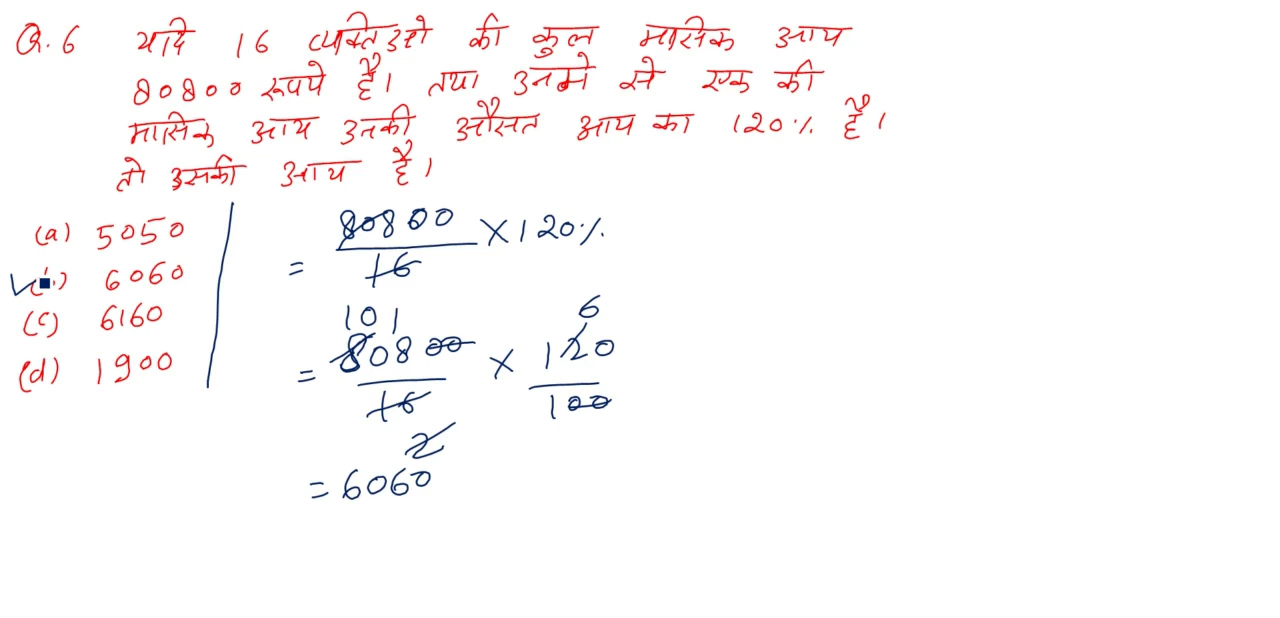 Q.6 यदि 16 व्यक्तिओ की कुल मासिक आय
80800 रूपये है। तथा उनमे से एक की
मासिक आय उनकी औसत आय का 120% है।
तो उसकी आय है।
(a) 5050
6060
(c) 6160
(d) 1900
= 80800/16 × 120%
101 6
= 80800/16 × 120/100
2
= 6060